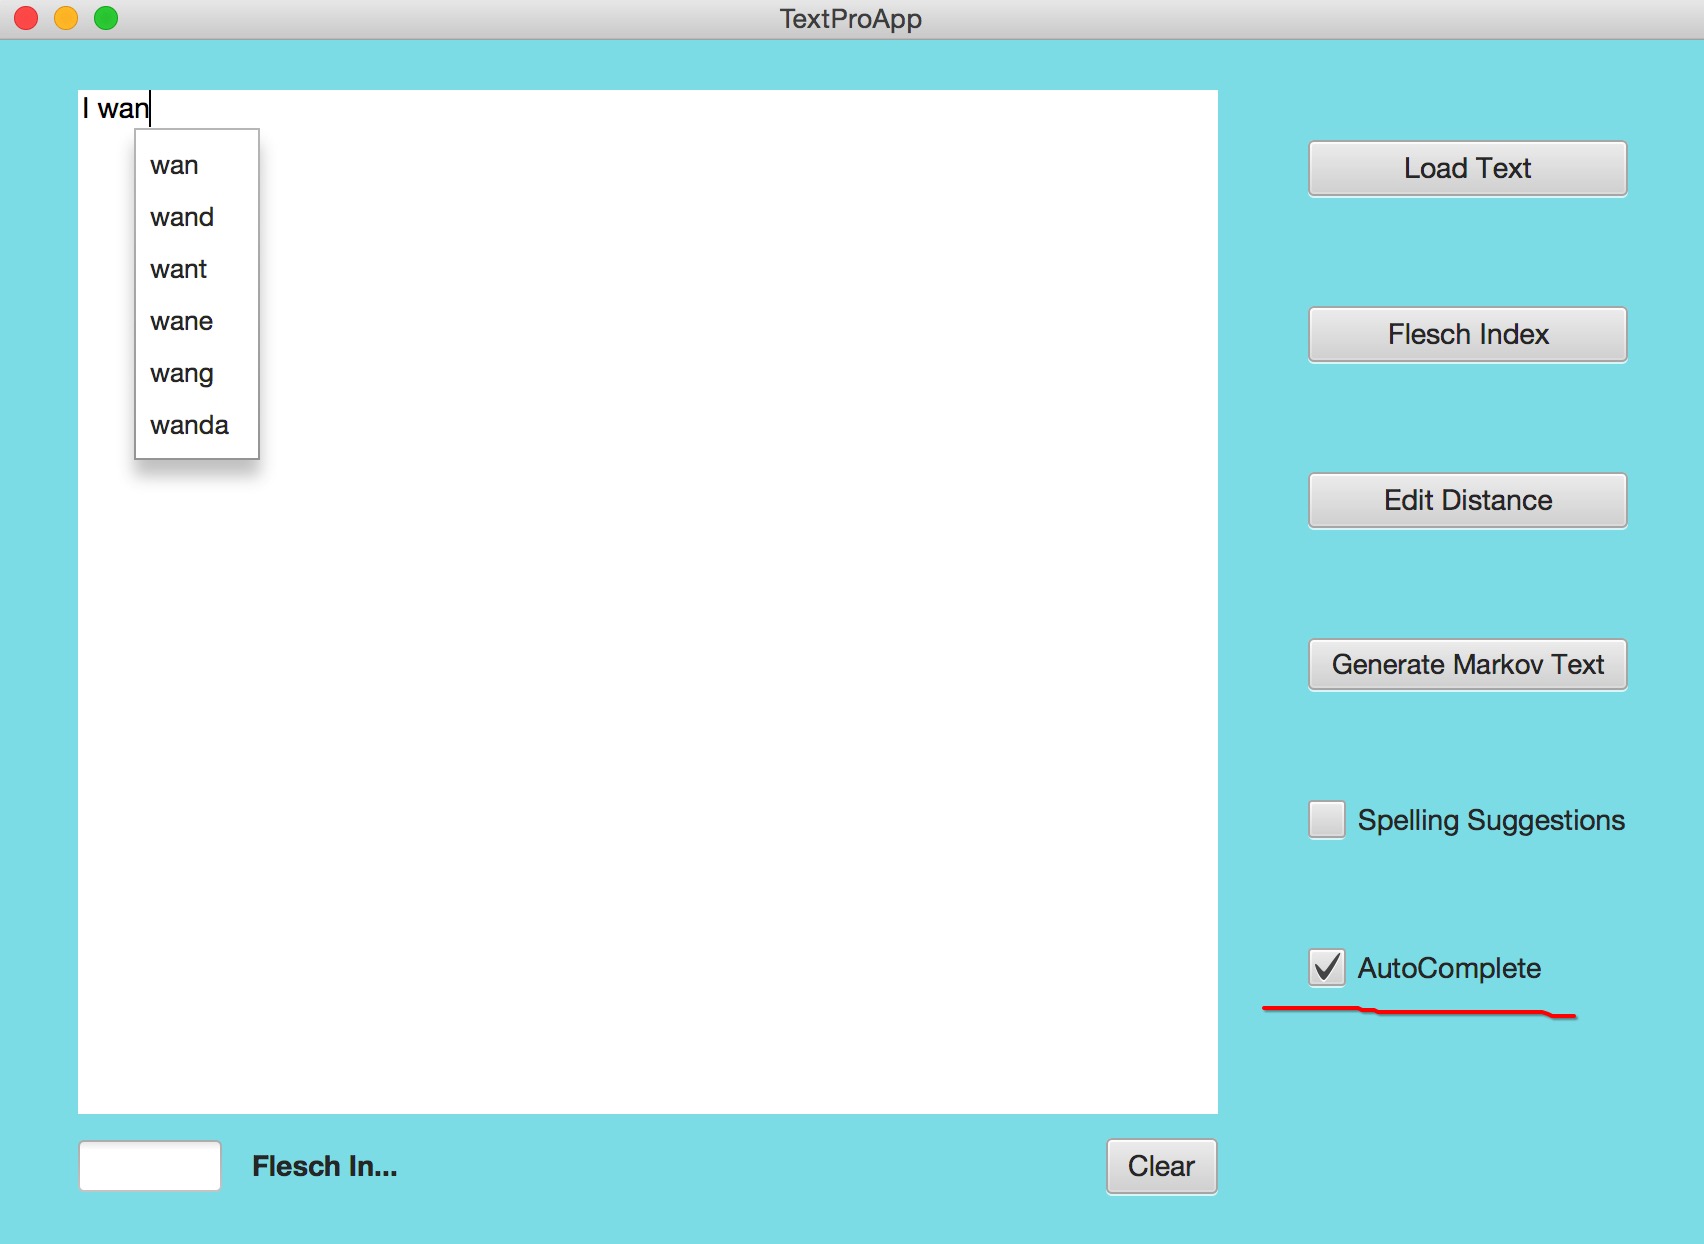 TextProApp
I wan
wan
wand
want
wane
wang
wanda
Load Text
Flesch Index
Edit Distance
Generate Markov Text
Spelling Suggestions
AutoComplete
Flesch In...
Clear